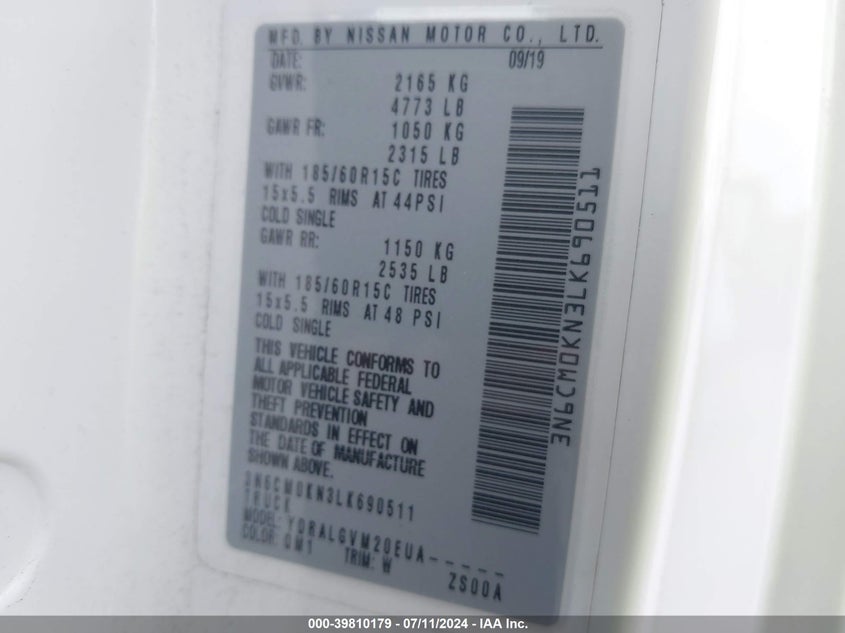 MFD. BY NISSAN MOTOR CO., LTD.
DATE: 09/19
GVWR: 2165 KG
4773 LB
GAWR FR: 1050 KG
2315 LB
WITH 185/60R15C TIRES
15x5.5 RIMS AT 44PSI
COLD SINGLE
GAWR RR: 1150 KG
2535 LB
WITH 185/60R15C TIRES
15x5.5 RIMS AT 48 PSI
COLD SINGLE
THIS VEHICLE CONFORMS TO
ALL APPLICABLE FEDERAL
MOTOR VEHICLE SAFETY AND
THEFT PREVENTION
STANDARDS IN EFFECT ON
THE DATE OF MANUFACTURE
SHOWN ABOVE.
3N6CM0KN3LK690511
TRUCK
MODEL: YDRALGVM20EUA-----
COLOR: QM1 TRIM: W ZS00A
3N6CM0KN3LK690511
000-39810179 - 07/11/2024 - IAA Inc.